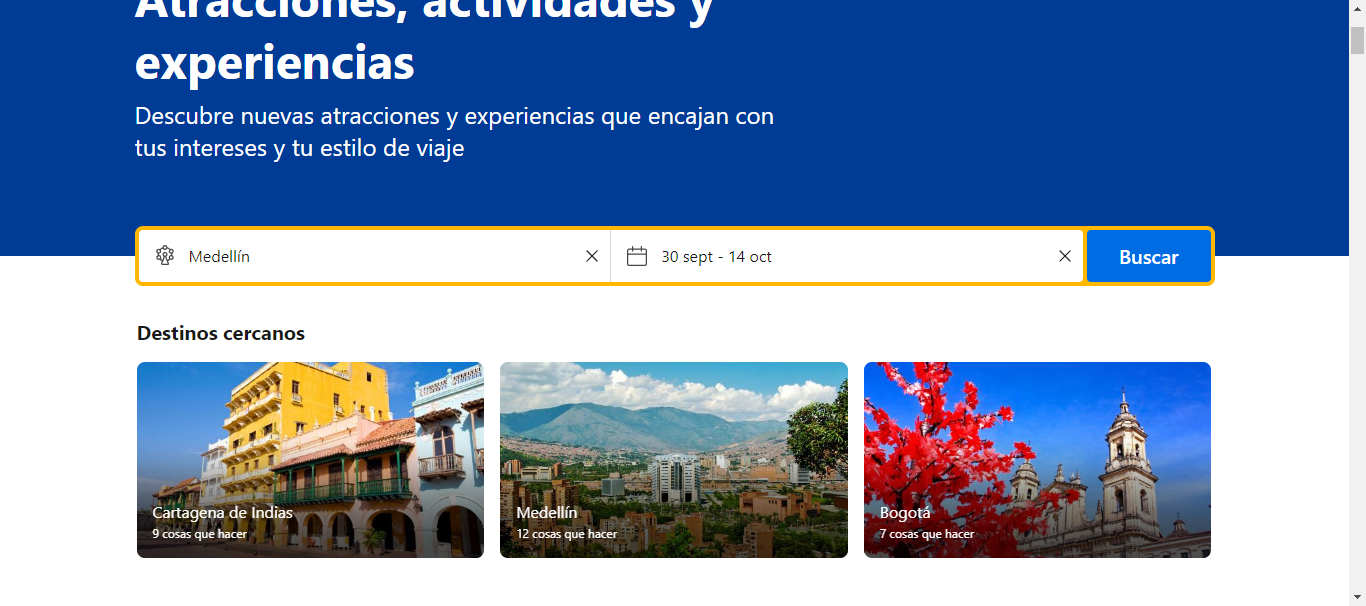 Atracciones, actividades y
experiencias
Descubre nuevas atracciones y experiencias que encajan con
tus intereses y tu estilo de viaje
Medellín
30 sept - 14 oct
Buscar
Destinos cercanos
Cartagena de Indias
9 cosas que hacer
Medellín
12 cosas que hacer
Bogotá
7 cosas que hacer